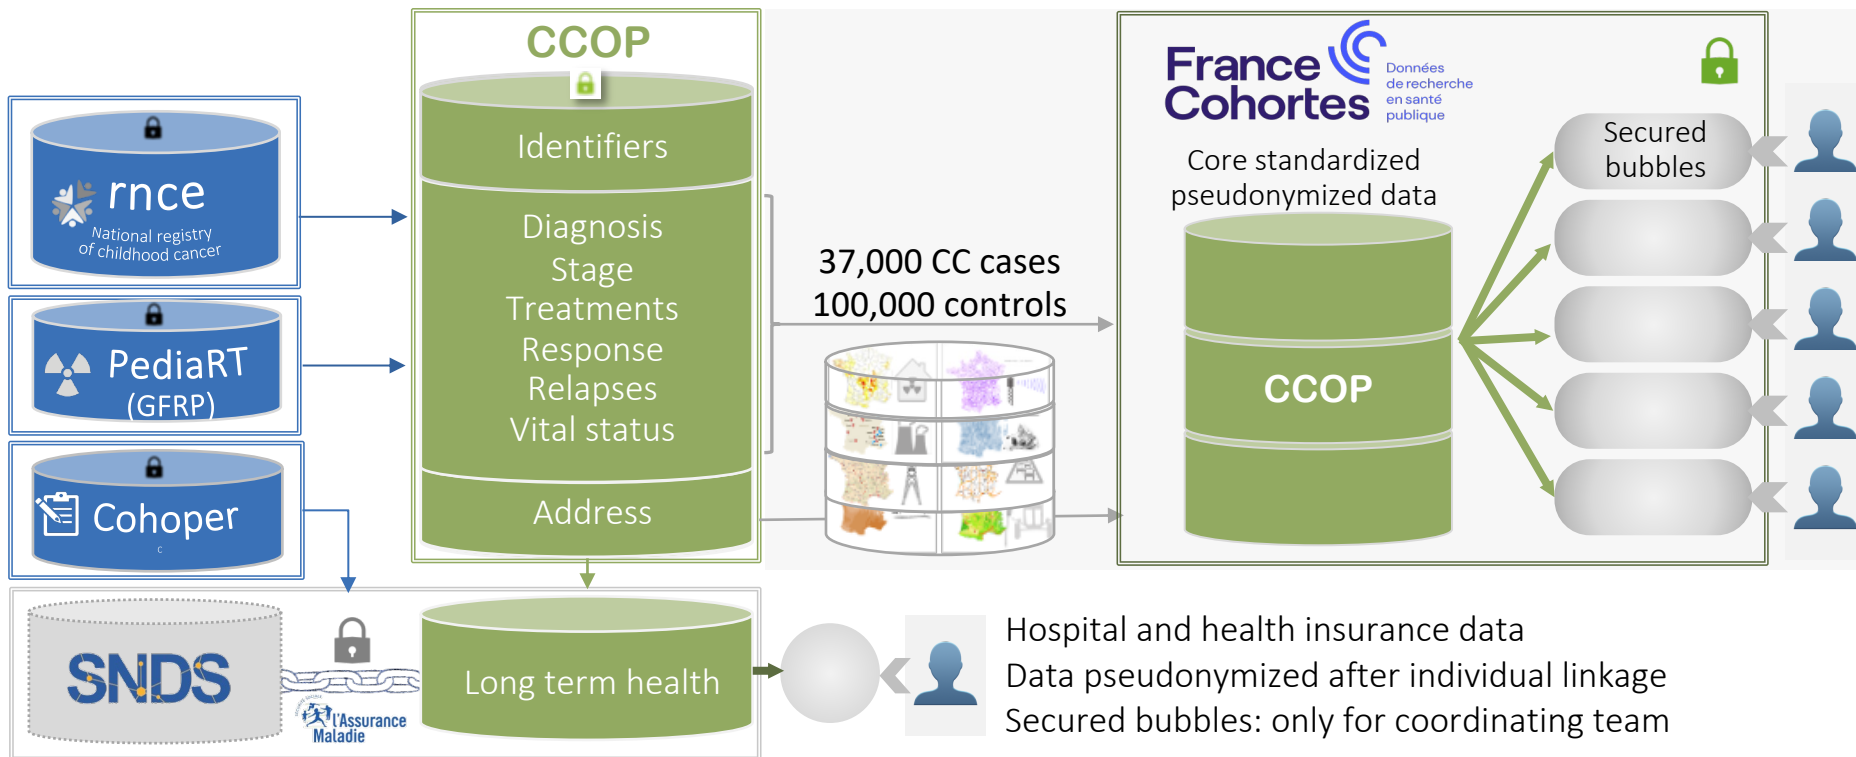 CCOP
Identifiers
Diagnosis
Stage
Treatments
Response
Relapses
Vital status
Address
rnce
National registry
of childhood cancer
PediaRT
(GFRP)
Cohoper
c
37,000 CC cases
100,000 controls
France
Cohortes
Données
de recherche
en santé
publique
Core standardized
pseudonymized data
CCOP
Secured
bubbles
SNDS
l'Assurance
Maladie
Long term health
Hospital and health insurance data
Data pseudonymized after individual linkage
Secured bubbles: only for coordinating team